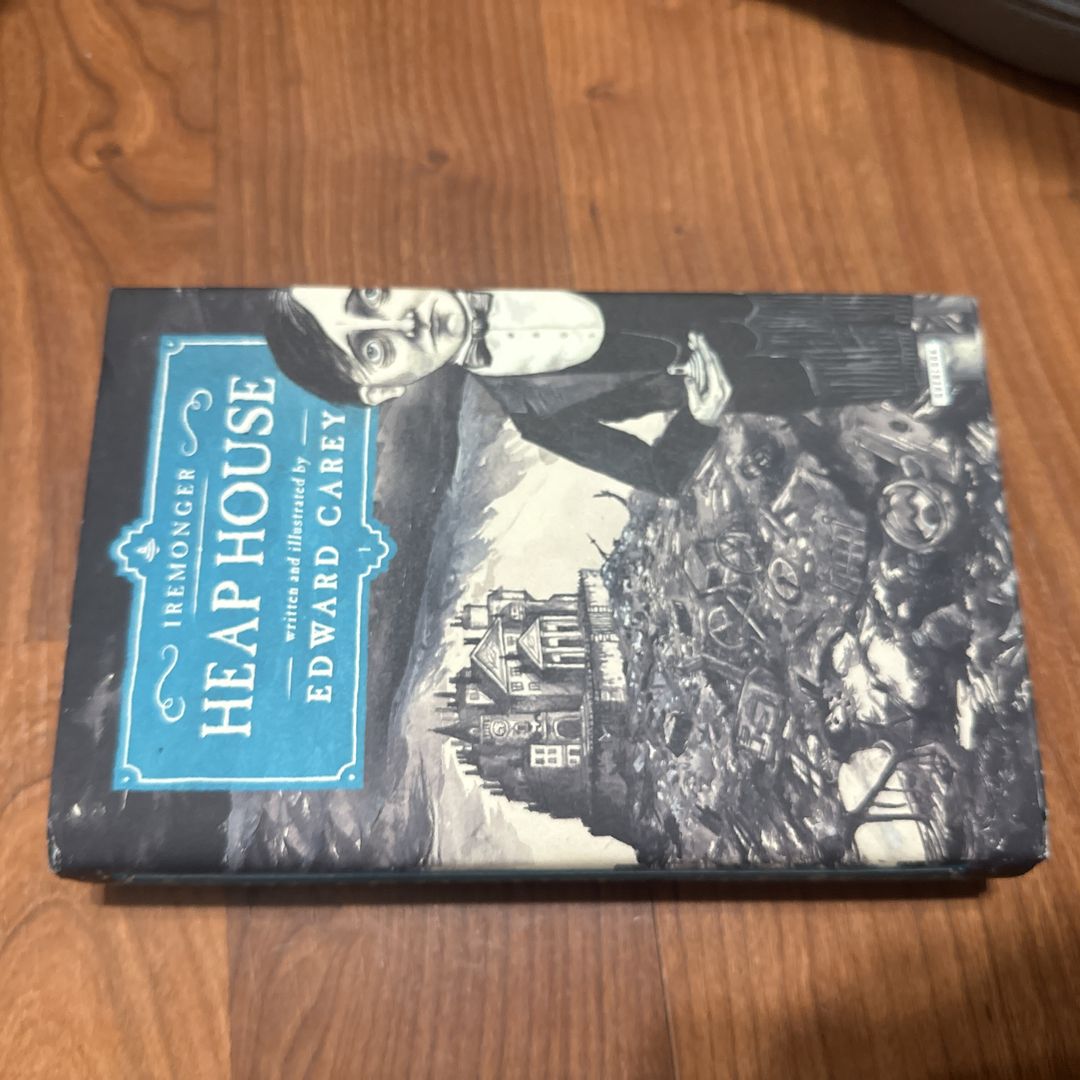 IREMONGER
HEAP HOUSE
written and illustrated by
EDWARD CAREY